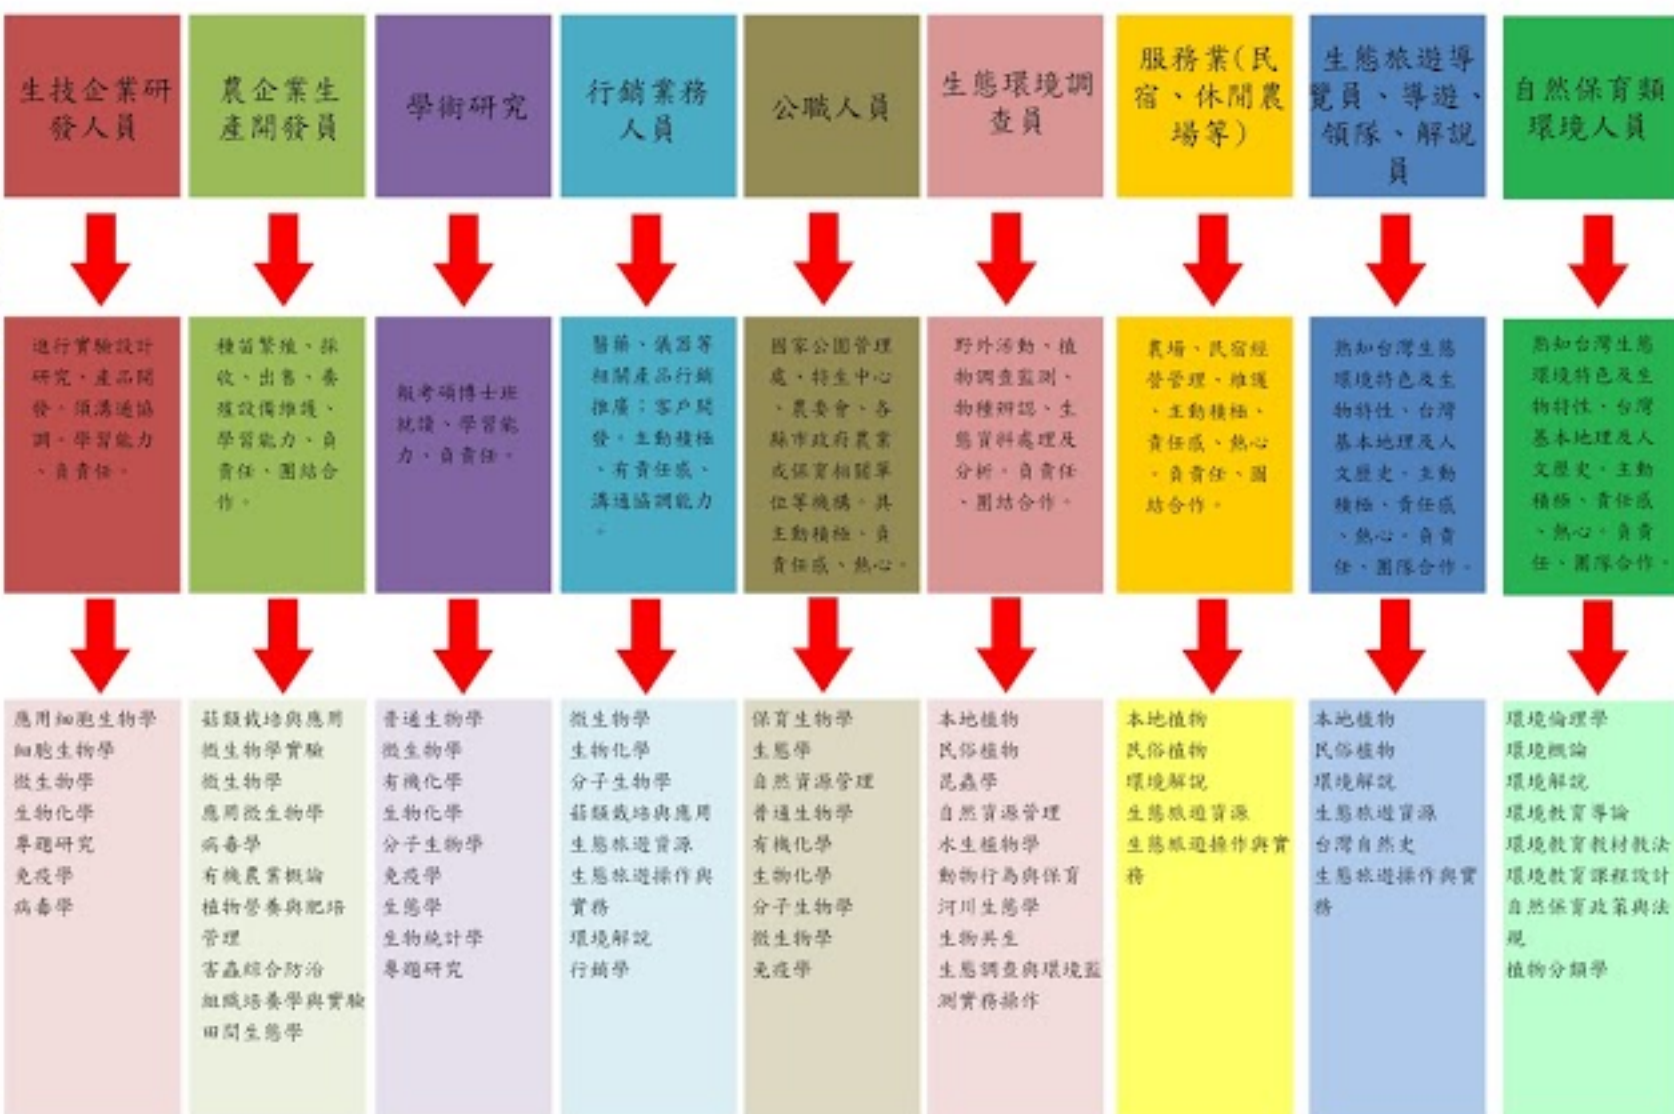 生技企業研
發人員
農企業生
產開發員
學術研究
行銷業務
人員
公職人員
生態環境調
查員
服務業(民
宿、休閒農
場等)
生態旅遊導
覽員、導遊、
領隊、解說
員
自然保育類
環境人員
進行實驗設計
研究，產品開
發。須溝通協
調。學習能力
、負責任。
種苗繁殖、採
收、出售、養
殖設備維護、
學習能力、負
責任、團結合
作。
報考碩博士班
就讀、學習能
力、負責任。
醫藥、儀器等
相關產品行銷
推廣；客戶開
發。主動積極
、有責任感、
溝通協調能力
。
國家公園管理
處，特生中心
、農委會、各
縣市政府農業
或保育相關單
位等機構。具
主動積極、負
責任感、熱心。
野外活動、植
物調查監測、
物種辨認、生
態資料處理及
分析。負責任
、團結合作。
農場、民宿經
營管理、維護
、主動積極、
責任感、熱心
。負責任、團
結合作。
熟知台灣生態
環境特色及生
物特性、台灣
基本地理及人
文歷史。主動
積極、責任感
、熱心。負責
任、團隊合作。
熟知台灣生態
環境特色及生
物特性、台灣
基本地理及人
文歷史。主動
積極、責任感
、熱心。負責
任、團隊合作。
應用細胞生物學
細胞生物學
微生物學
生物化學
專題研究
免疫學
病毒學
菇類栽培與應用
微生物學實驗
微生物學
應用微生物學
病毒學
有機農業概論
植物營養與肥培
管理
害蟲綜合防治
組織培養學與實驗
田間生態學
普通生物學
微生物學
有機化學
生物化學
分子生物學
免疫學
生態學
生物統計學
專題研究
微生物學
生物化學
分子生物學
菇類栽培與應用
生態旅遊資源
生態旅遊操作與
實務
環境解說
行銷學
保育生物學
生態學
自然資源管理
普通生物學
有機化學
生物化學
分子生物學
微生物學
免疫學
本地植物
民俗植物
昆蟲學
自然資源管理
水生植物學
動物行為與保育
河川生態學
生物共生
生態調查與環境監
測實務操作
本地植物
民俗植物
環境解說
生態旅遊資源
生態旅遊操作與實
務
本地植物
民俗植物
環境解說
生態旅遊資源
台灣自然史
生態旅遊操作與實
務
環境倫理學
環境概論
環境解說
環境教育導論
環境教育教材教法
環境教育課程設計
自然保育政策與法
規
植物分類學